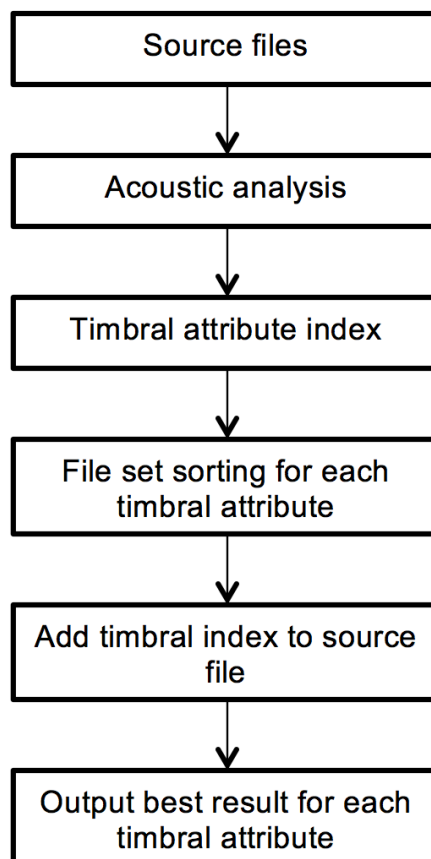 Source files
Acoustic analysis
Timbral attribute index
File set sorting for each
timbral attribute
Add timbral index to source
file
Output best result for each
timbral attribute